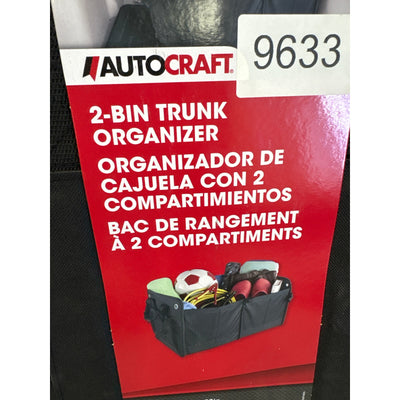 AUTOCRAFT
9633
2-BIN TRUNK
ORGANIZER
ORGANIZADOR DE
CAJUELA CON 2
COMPARTIMIENTOS
BAC DE RANGEMENT
À 2 COMPARTIMENTS